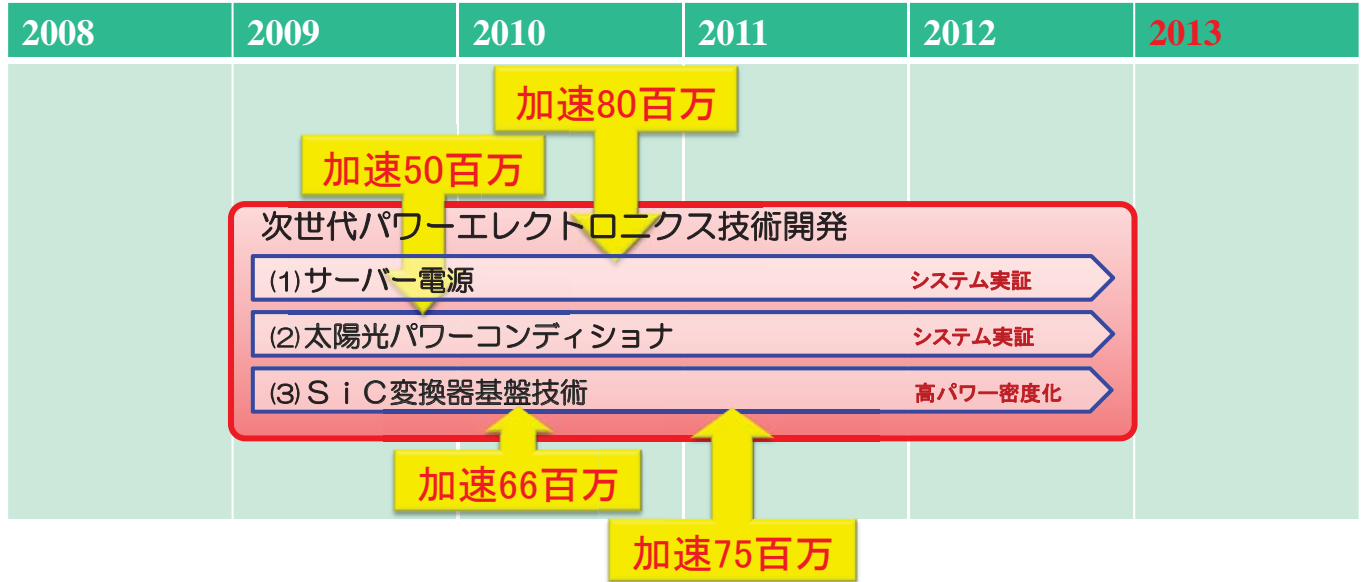 2008 2009 2010 2011 2012 2013
加速80百万
加速50百万
次世代パワーエレクトロニクス技術開発
(1)サーバー電源 システム実証
(2)太陽光パワーコンディショナ システム実証
(3)SiC変換器基盤技術 高パワー密度化
加速66百万
加速75百万